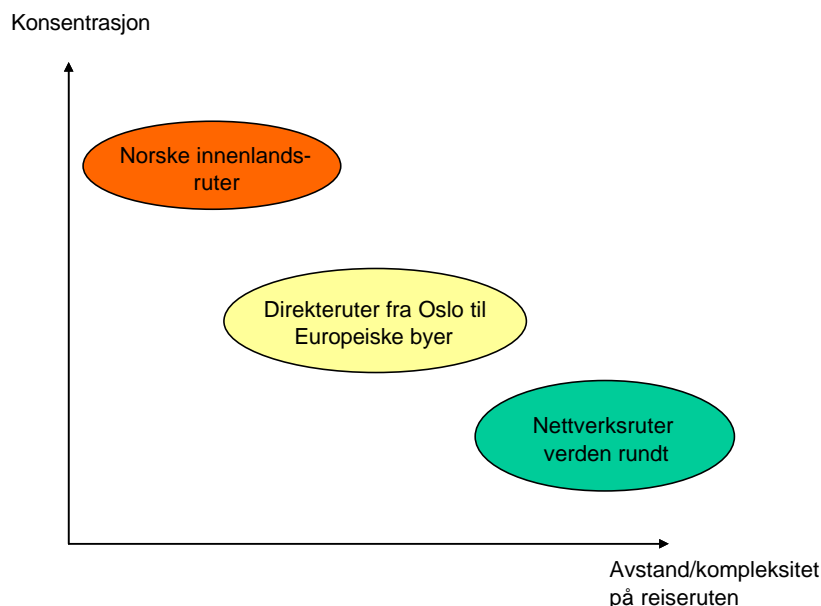 Konsentrasjon
Norske innenlands-
ruter
Direkteruter fra Oslo til
Europeiske byer
Nettverksruter
verden rundt
Avstand/kompleksitet
på reiseruten